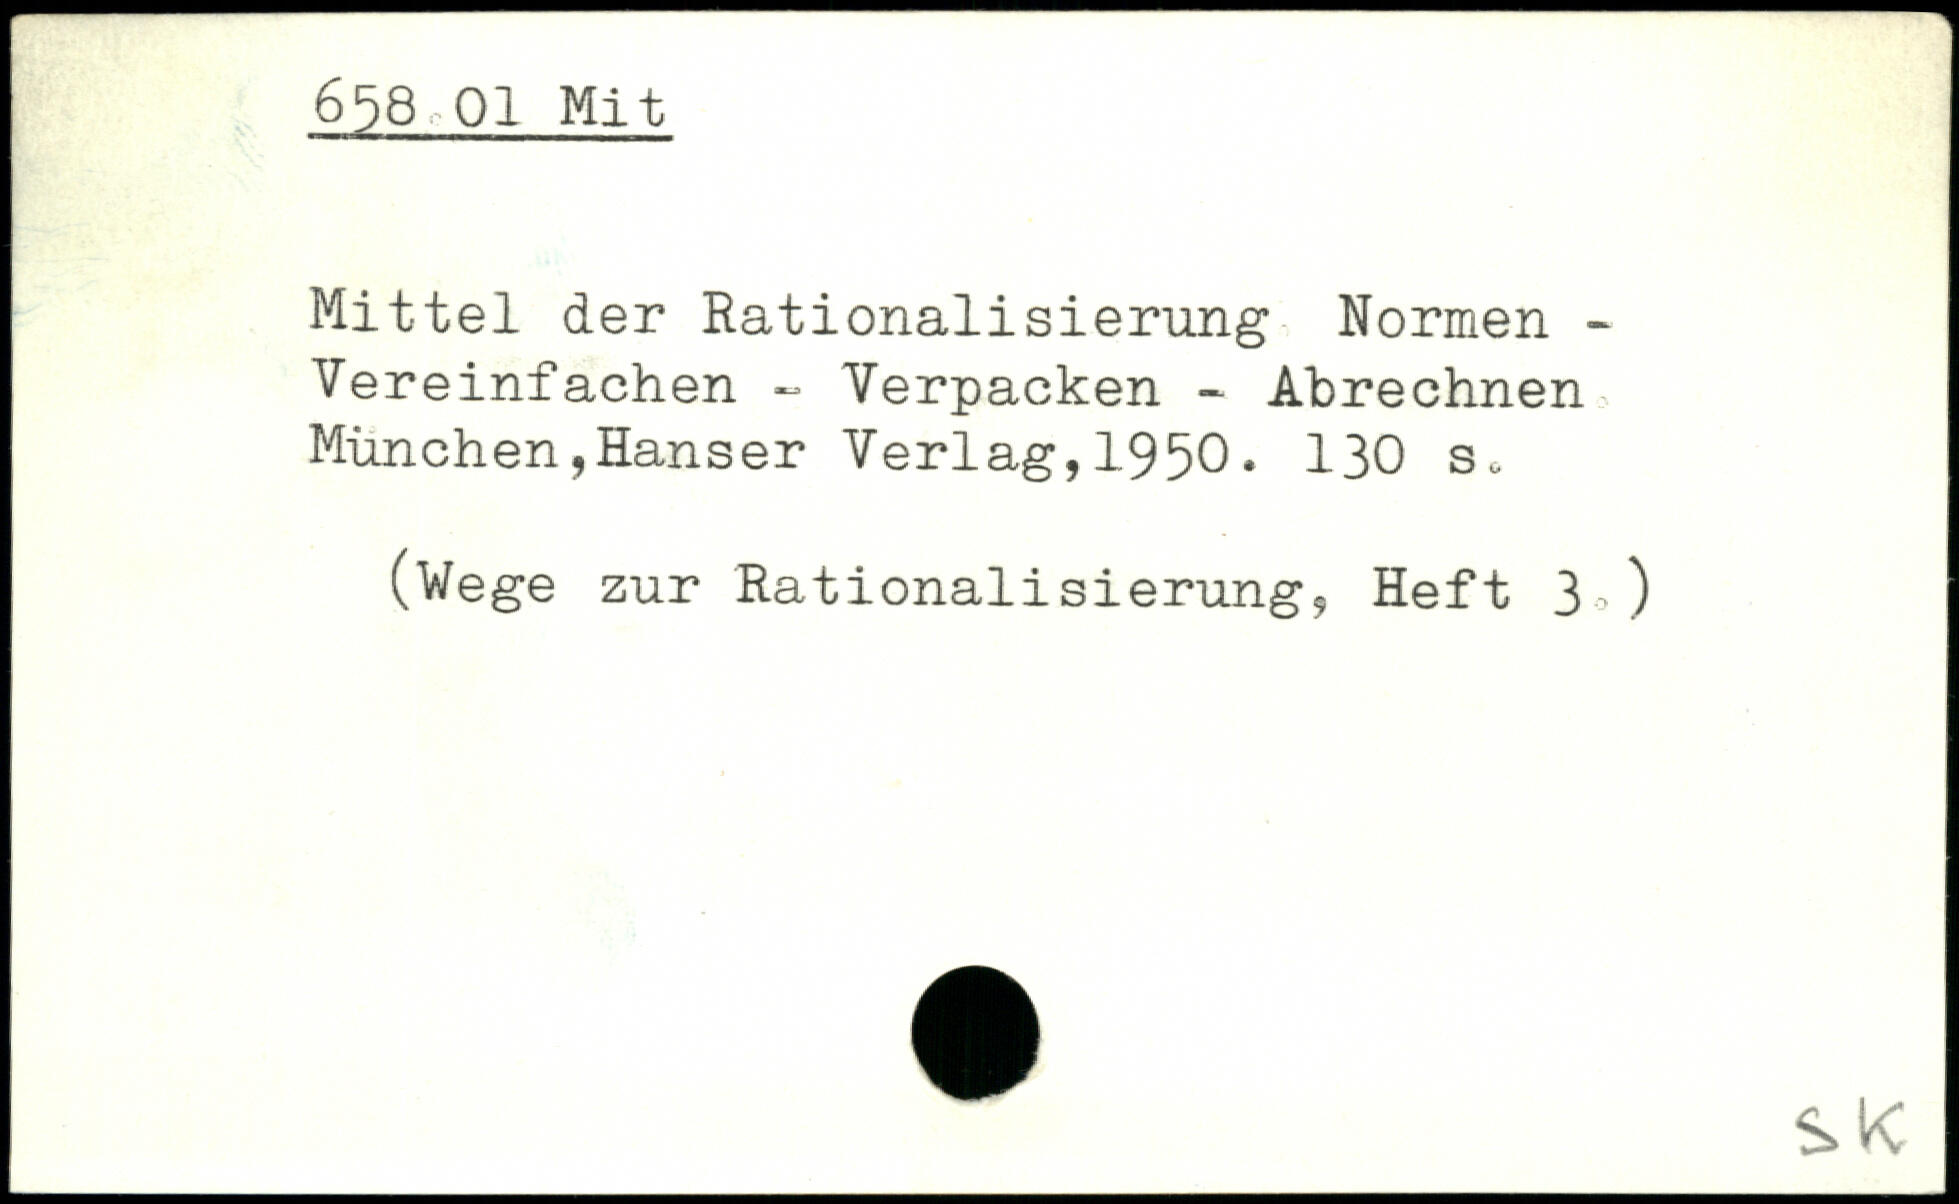 658.01 Mit
Mittel der Rationalisierung. Normen -
Vereinfachen - Verpacken - Abrechnen.
München,Hanser Verlag,1950. 130 s.
(Wege zur Rationalisierung, Heft 3.)
SK